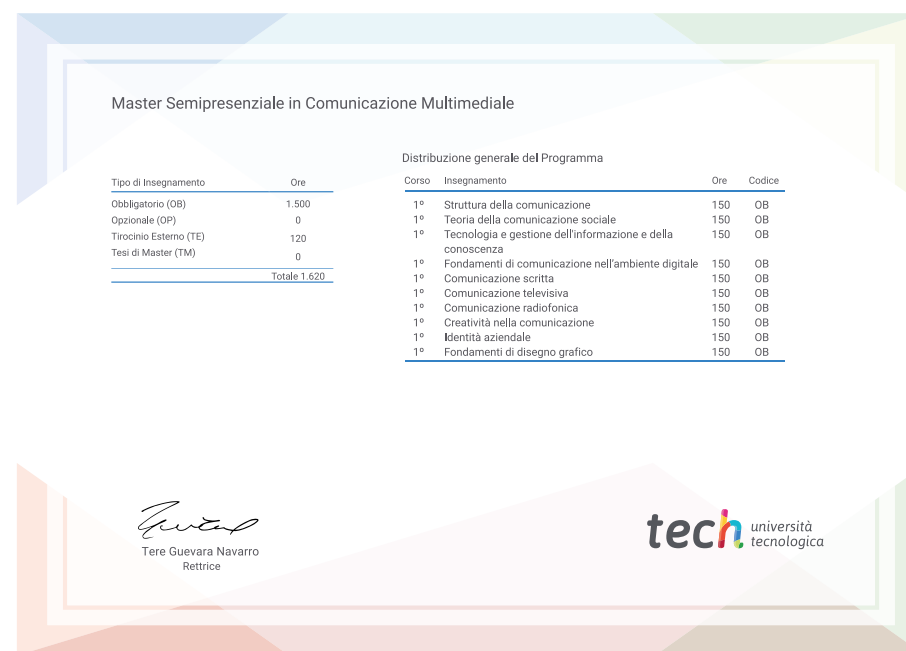 Master Semipresenziale in Comunicazione Multimediale
Tipo di Insegnamento Ore
Obbligatorio (OB) 1.500
Opzionale (OP) 0
Tirocinio Esterno (TE) 120
Tesi di Master (TM) 0
Totale 1.620
Distribuzione generale del Programma
Corso Insegnamento Ore Codice
1º Struttura della comunicazione 150 OB
1º Teoria della comunicazione sociale 150 OB
1º Tecnologia e gestione dell'informazione e della 150 OB
conoscenza
1º Fondamenti di comunicazione nell'ambiente digitale 150 OB
1º Comunicazione scritta 150 OB
1º Comunicazione televisiva 150 OB
1º Comunicazione radiofonica 150 OB
1º Creatività nella comunicazione 150 OB
1º Identità aziendale 150 OB
1º Fondamenti di disegno grafico 150 OB
Tere Guevara Navarro
Rettrice
tech università
tecnologica